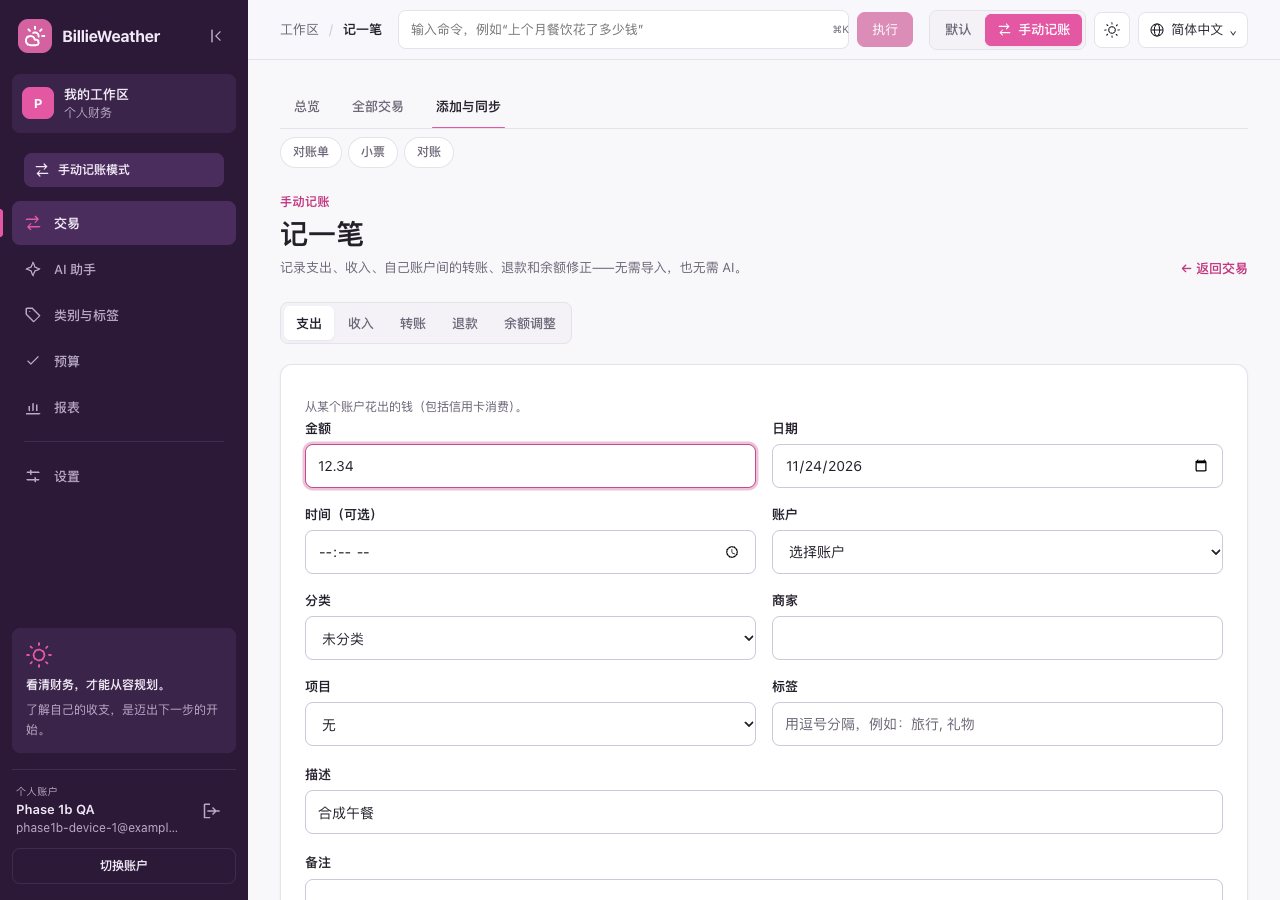 BillieWeather
P
我的工作区
个人财务
手动记账模式
交易
AI 助手
类别与标签
预算
报表
设置
看清财务，才能从容规划。
了解自己的收支，是迈出下一步的开
始。
个人账户
Phase 1b QA
phase1b-device-1@exampl...
切换账户
工作区 / 记一笔
输入命令，例如“上个月餐饮花了多少钱”
⌘K
执行
默认
手动记账
简体中文
总览
全部交易
添加与同步
对账单
小票
对账
手动记账
记一笔
记录支出、收入、自己账户间的转账、退款和余额修正——无需导入，也无需 AI。
← 返回交易
支出
收入
转账
退款
余额调整
从某个账户花出的钱（包括信用卡消费）。
金额
日期
12.34
11/24/2026
时间（可选）
账户
--:-- --
选择账户
分类
商家
未分类
项目
标签
无
用逗号分隔，例如：旅行, 礼物
描述
合成午餐
备注